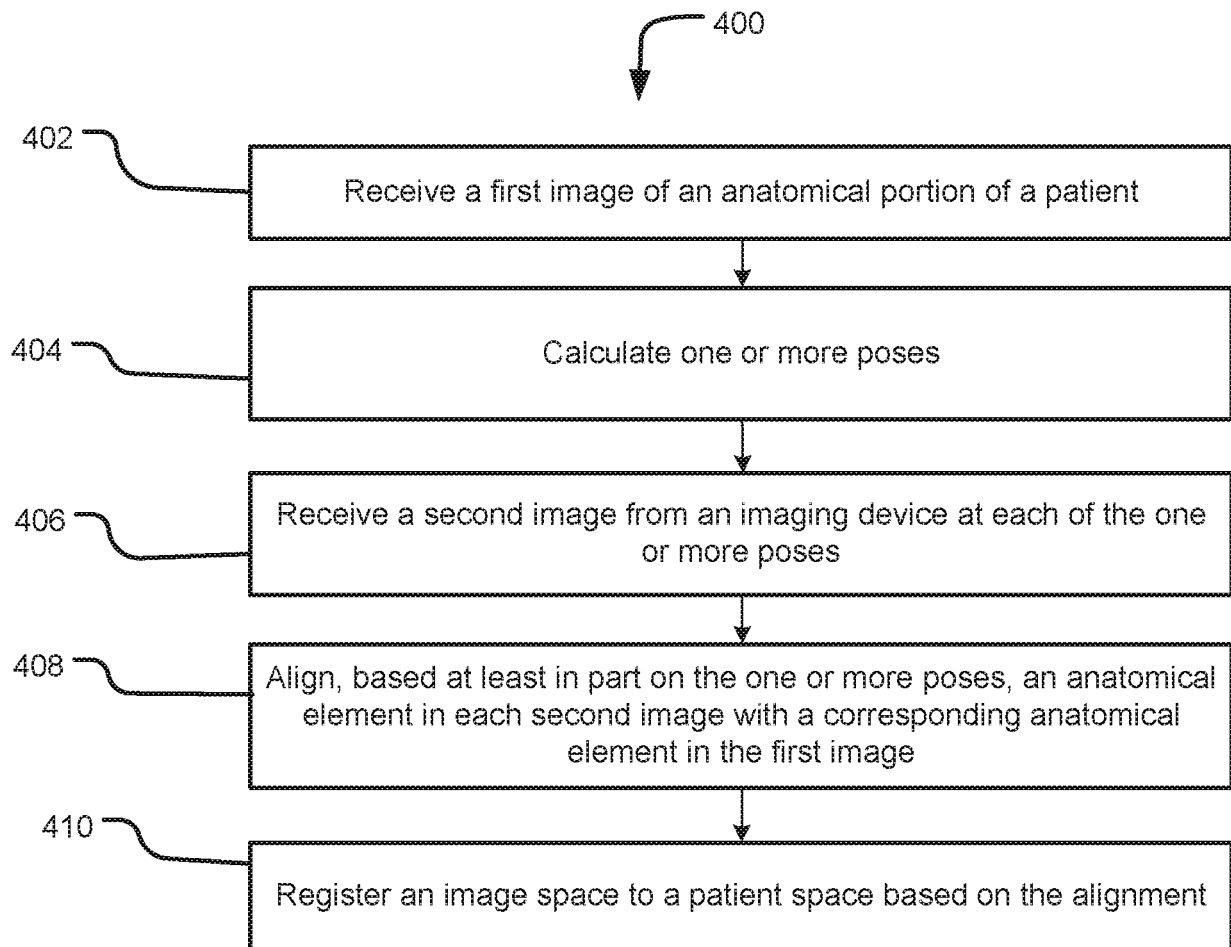 400
402
Receive a first image of an anatomical portion of a patient
404
Calculate one or more poses
406
Receive a second image from an imaging device at each of the one
or more poses
408
Align, based at least in part on the one or more poses, an anatomical
element in each second image with a corresponding anatomical
element in the first image
410
Register an image space to a patient space based on the alignment